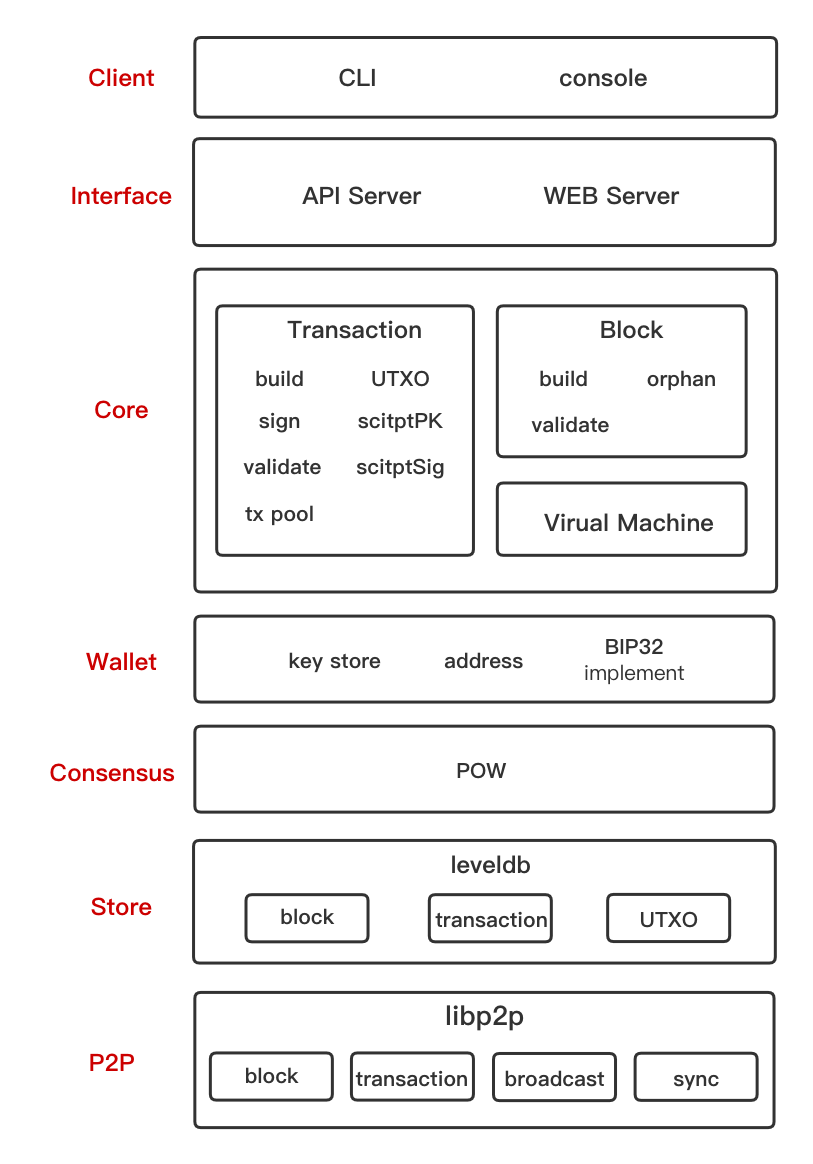 Client
CLI
console
Interface
API Server
WEB Server
Core
Transaction
build
UTXO
sign
scitptPK
validate
scitptSig
tx pool
Block
build
orphan
validate
Virual Machine
Wallet
key store
address
BIP32
implement
Consensus
POW
Store
leveldb
block
transaction
UTXO
P2P
libp2p
block
transaction
broadcast
sync